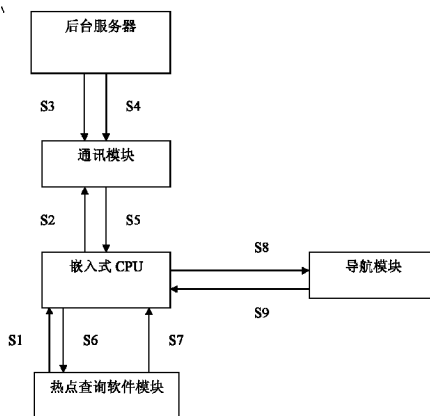 后台服务器
S3 S4
通讯模块
S2 S5
嵌入式 CPU
S8
导航模块
S9
S1 S6 S7
热点查询软件模块